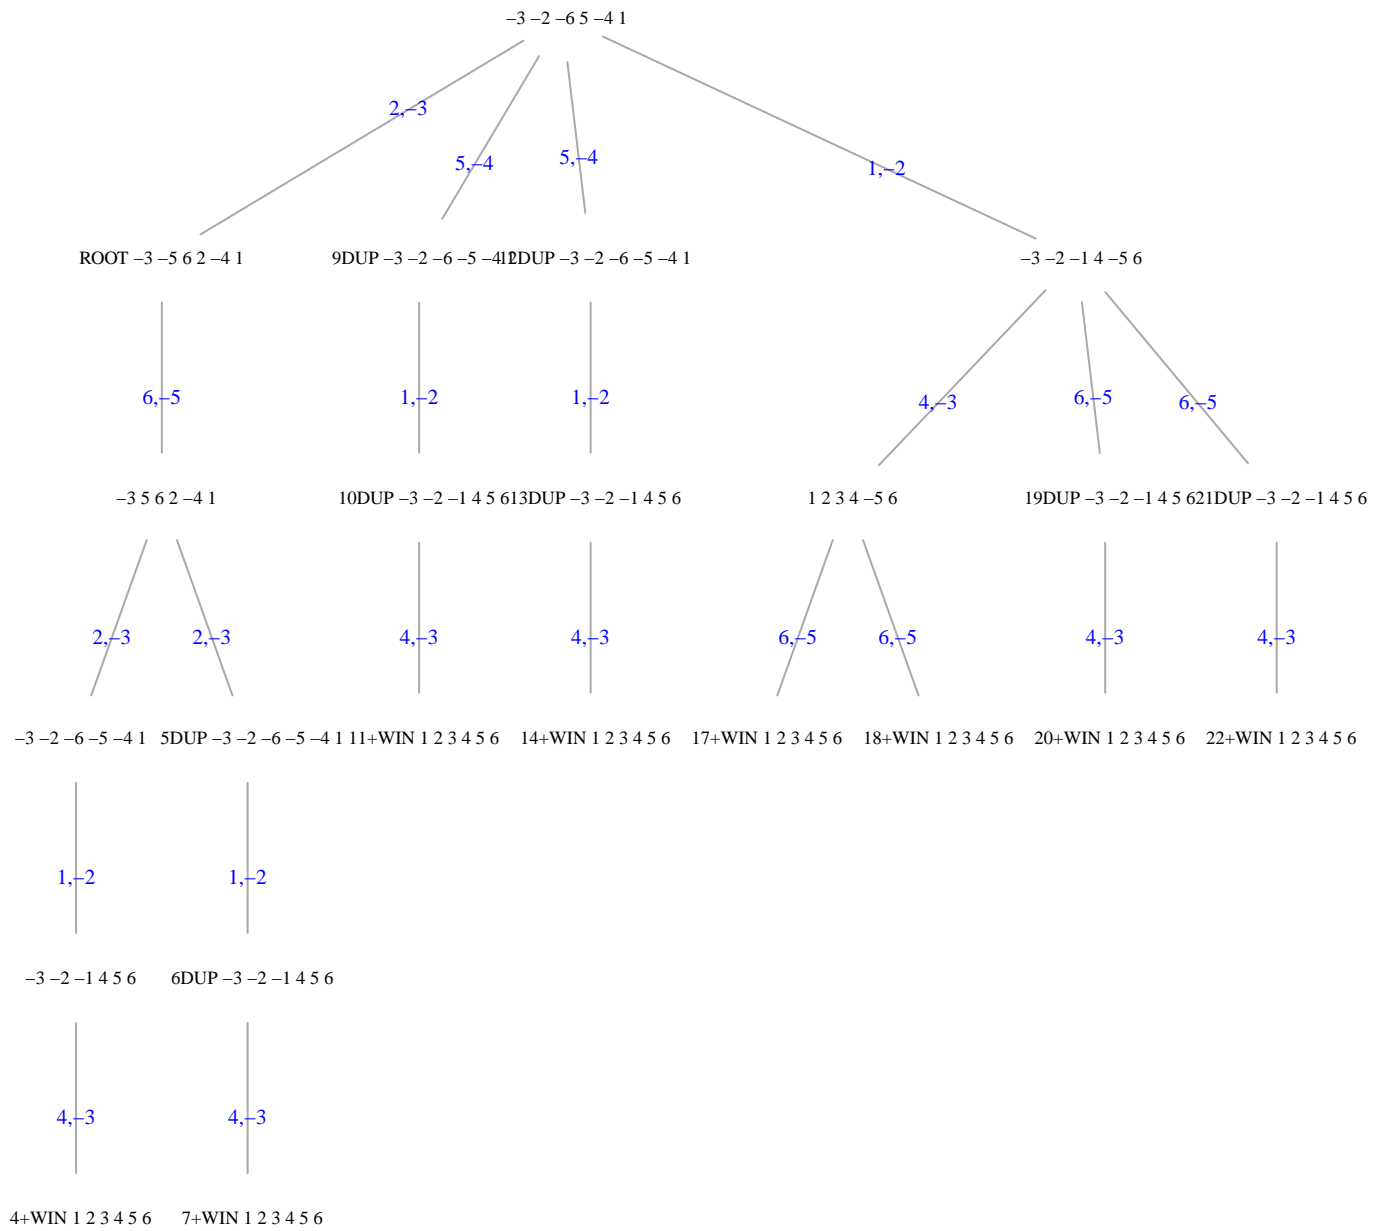 –3 –2 –6 5 –4 1
2,–3
5,–4
5,–4
1,–2
ROOT –3 –5 6 2 –4 1
9DUP –3 –2 –6 –5 –4 1
12DUP –3 –2 –6 –5 –4 1
–3 –2 –1 4 –5 6
6,–5
1,–2
1,–2
4,–3
6,–5
6,–5
–3 5 6 2 –4 1
10DUP –3 –2 –1 4 5 6
13DUP –3 –2 –1 4 5 6
1 2 3 4 –5 6
19DUP –3 –2 –1 4 5 6
21DUP –3 –2 –1 4 5 6
2,–3
2,–3
4,–3
4,–3
6,–5
6,–5
4,–3
4,–3
–3 –2 –6 –5 –4 1
5DUP –3 –2 –6 –5 –4 1
11+WIN 1 2 3 4 5 6
14+WIN 1 2 3 4 5 6
17+WIN 1 2 3 4 5 6
18+WIN 1 2 3 4 5 6
20+WIN 1 2 3 4 5 6
22+WIN 1 2 3 4 5 6
1,–2
1,–2
–3 –2 –1 4 5 6
6DUP –3 –2 –1 4 5 6
4,–3
4,–3
4+WIN 1 2 3 4 5 6
7+WIN 1 2 3 4 5 6